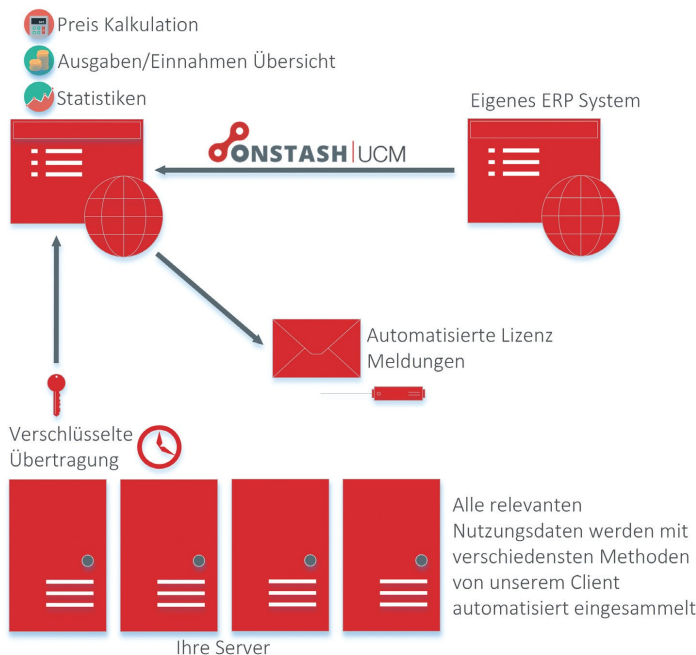 Preis Kalkulation
Ausgaben/Einnahmen Übersicht
Statistiken
Eigenes ERP System
ONSTASH|UCM
Automatisierte Lizenz
Meldungen
Verschlüsselte
Übertragung
Alle relevanten
Nutzungsdaten werden mit
verschiedensten Methoden
von unserem Client
automatisiert eingesammelt
Ihre Server